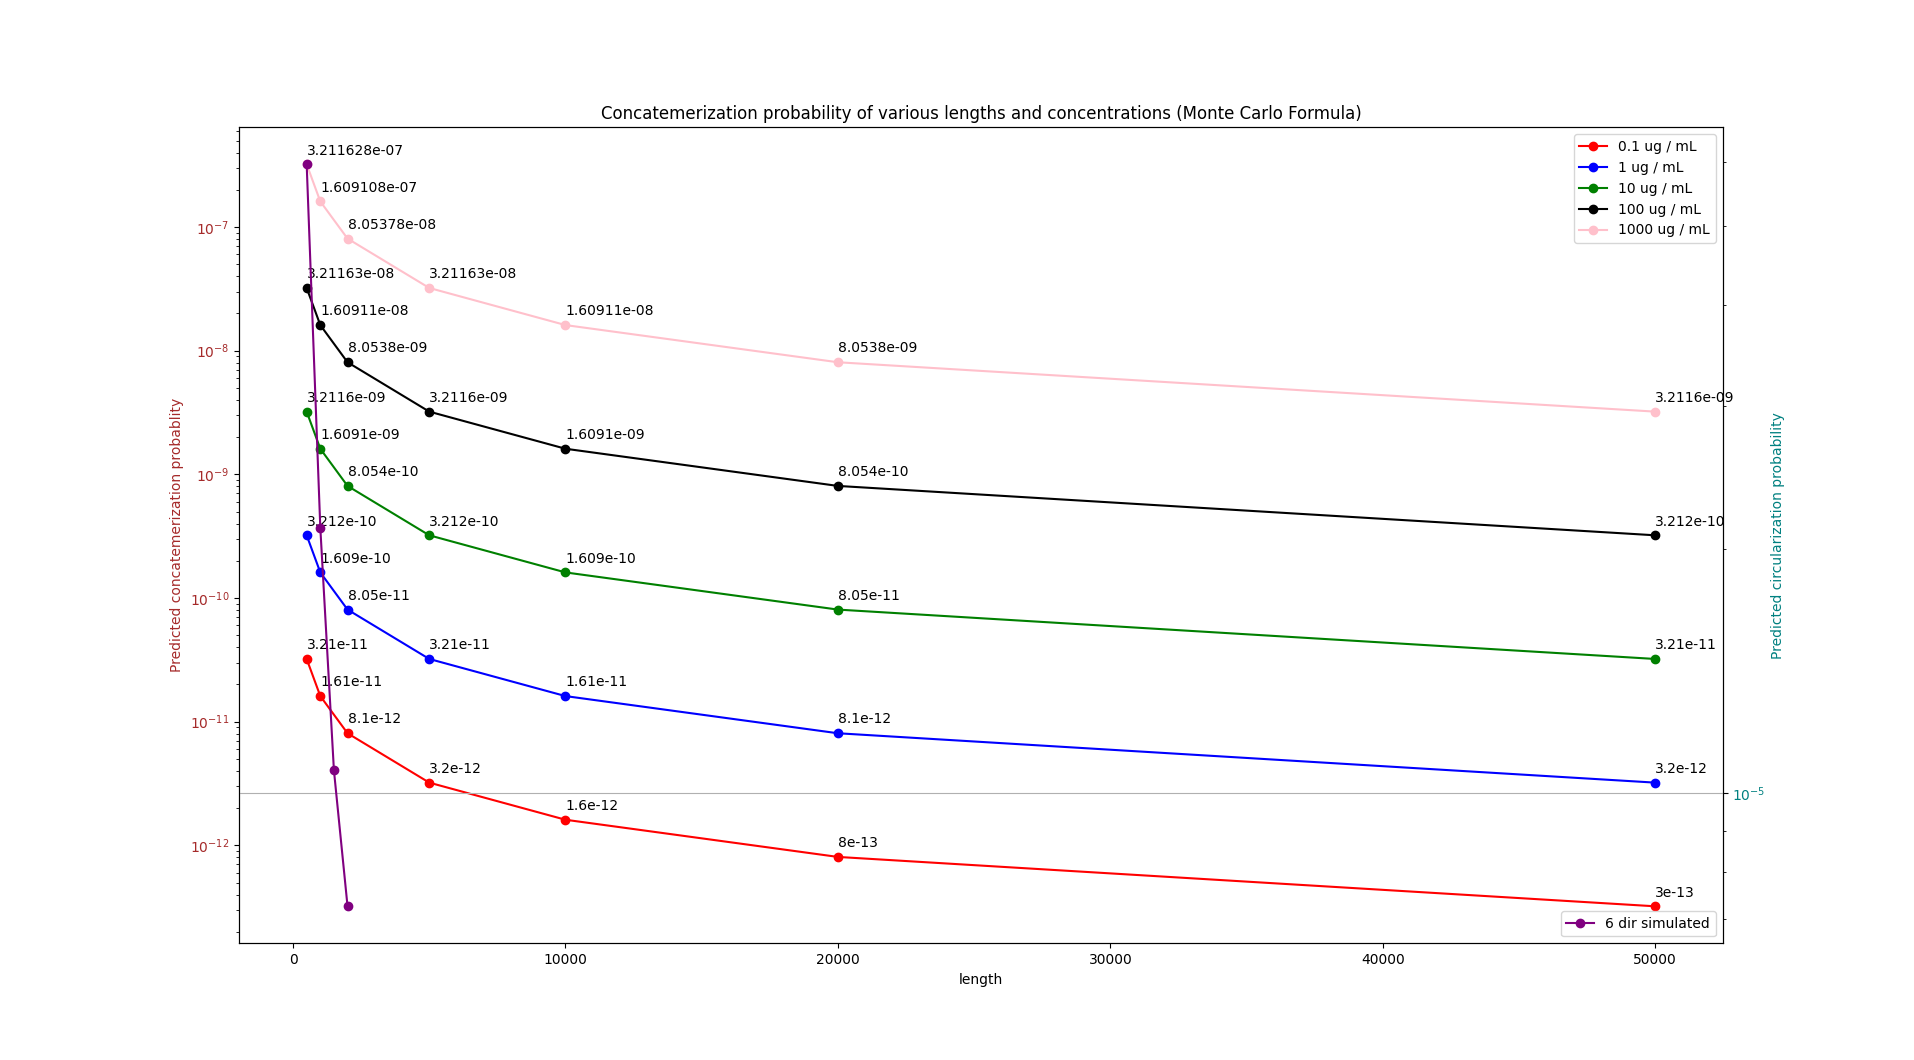 Concatemerization probability of various lengths and concentrations (Monte Carlo Formula)
0.1 ug / mL
1 ug / mL
10 ug / mL
100 ug / mL
1000 ug / mL
3.211628e-07
1.609108e-07
8.05378e-08
3.21163e-08
1.60911e-08
8.0538e-09
3.2116e-09
3.21163e-08
1.60911e-08
8.0538e-09
3.2116e-09
1.6091e-09
8.054e-10
3.212e-10
3.2116e-09
1.6091e-09
8.054e-10
3.212e-10
1.609e-10
8.05e-11
3.21e-11
3.212e-10
1.609e-10
8.05e-11
3.21e-11
1.61e-11
8.1e-12
3.2e-12
3.21e-11
1.61e-11
8.1e-12
3.2e-12
1.6e-12
8e-13
3e-13
10⁻⁷
10⁻⁸
10⁻⁹
10⁻¹⁰
10⁻¹¹
10⁻¹²
Predicted concatemerization probablity
10⁻⁵
Predicted circularization probability
6 dir simulated
0 10000 20000 30000 40000 50000
length